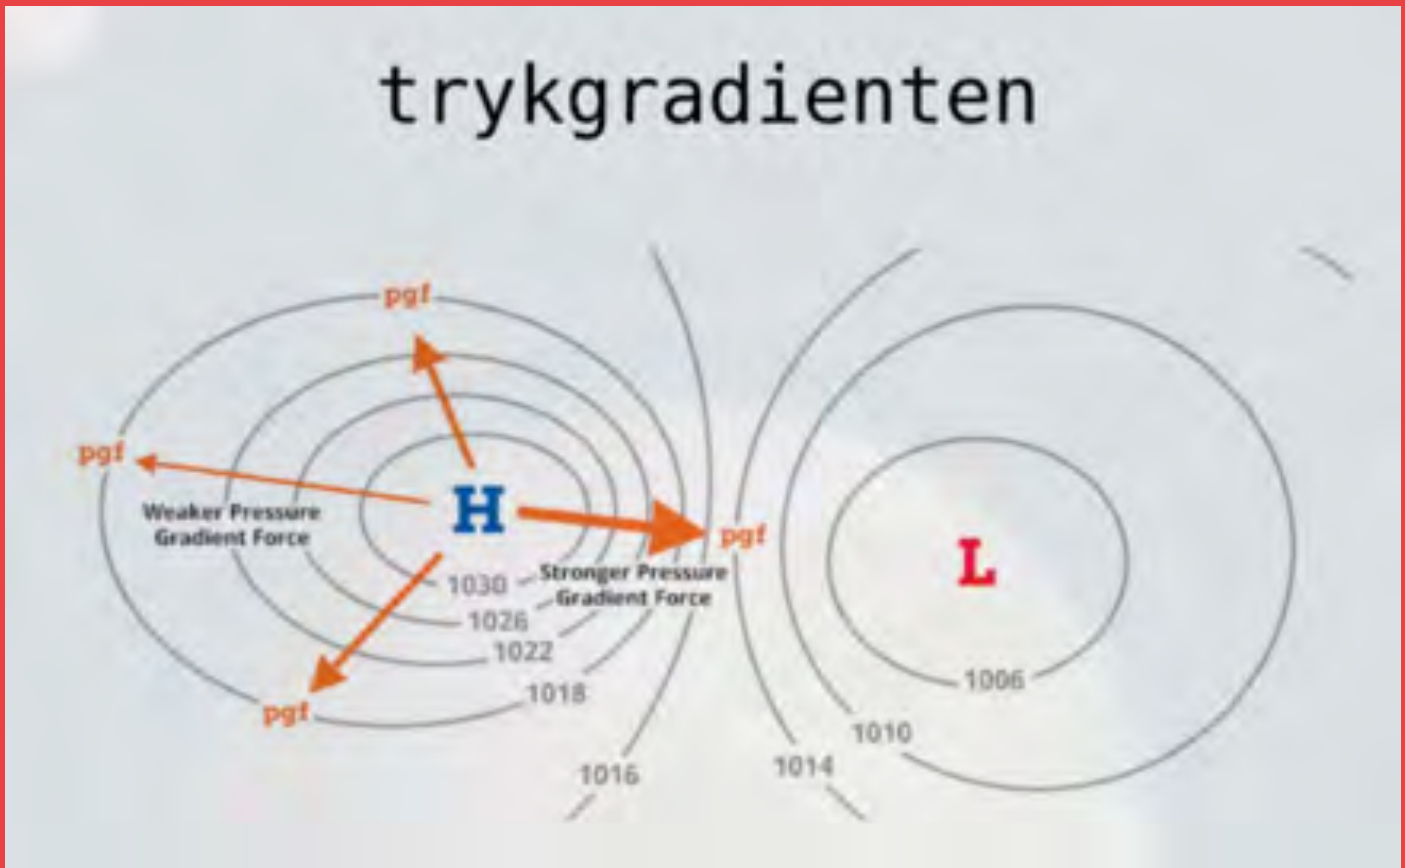 trykgradienten
pgf
pgf
Weaker Pressure
Gradient Force
H
pgf
L
Stronger Pressure
Gradient Force
1030
1026
1022
1018
pgf
1016
1014
1010
1006